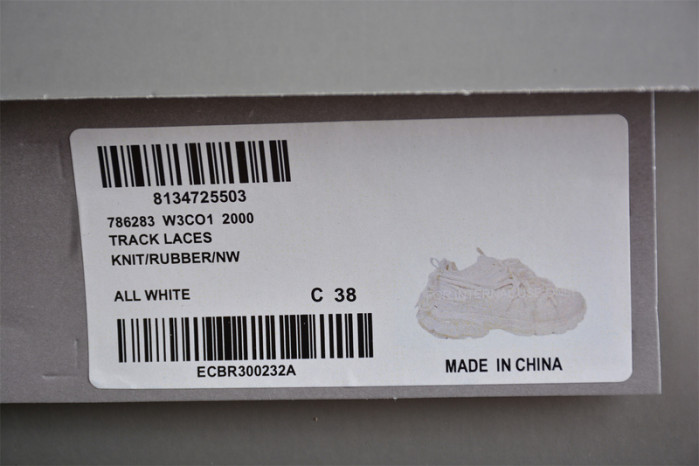 8134725503
786283 W3CO1 2000
TRACK LACES
KNIT/RUBBER/NW
ALL WHITE
C 38
ECBR300232A
MADE IN CHINA